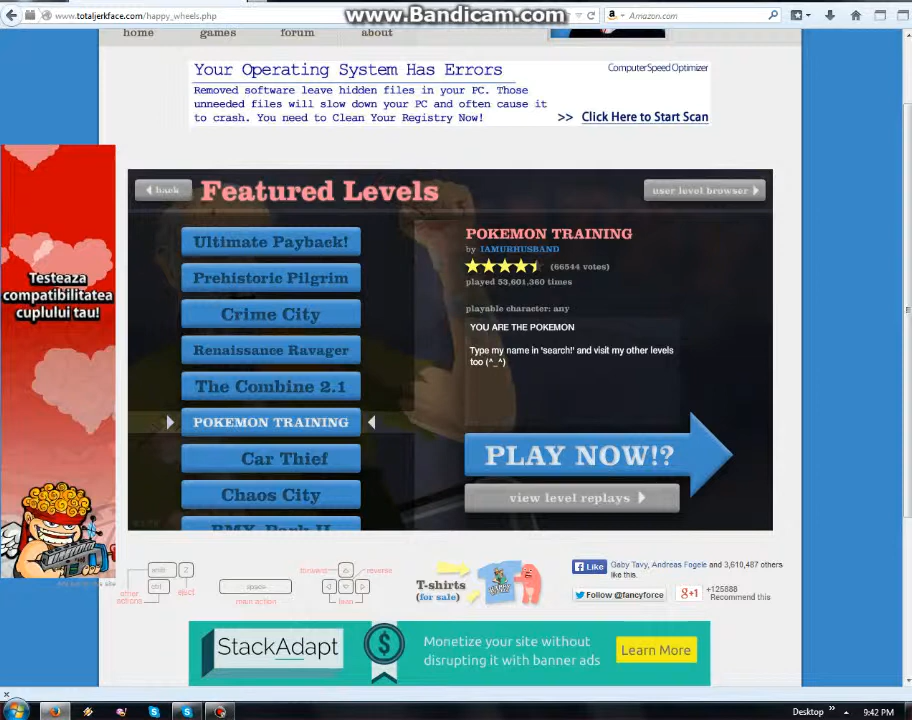 www.totaljerkface.com/happy_wheels.php
www.Bandicam.com
Amazon.com
home games forum about
Your Operating System Has Errors
ComputerSpeed Optimizer
Removed software leave hidden files in your PC. Those
unneeded files will slow down your PC and often cause it
to crash. You need to Clean Your Registry Now!
>> Click Here to Start Scan
Testeaza
compatibilitatea
cuplului tau!
back
Featured Levels
user level browser
Ultimate Payback!
Prehistoric Pilgrim
Crime City
Renaissance Ravager
The Combine 2.1
POKEMON TRAINING
Car Thief
Chaos City
BMX Park II
POKEMON TRAINING
by IAMURHUSBAND
(66544 votes)
played 53,601,360 times
playable character: any
YOU ARE THE POKEMON
Type my name in 'search!' and visit my other levels
too (^_^)
PLAY NOW!?
view level replays
shift Z
ctrl
other
actions
eject
space
main action
forward reverse
lean
T-shirts
(for sale)
Like
Gaby Tavy, Andreas Fogele and 3,610,487 others
like this.
Follow @fancyforce
g+1
+125888
Recommend this
StackAdapt
$
Monetize your site without
disrupting it with banner ads
Learn More
Desktop
9:42 PM